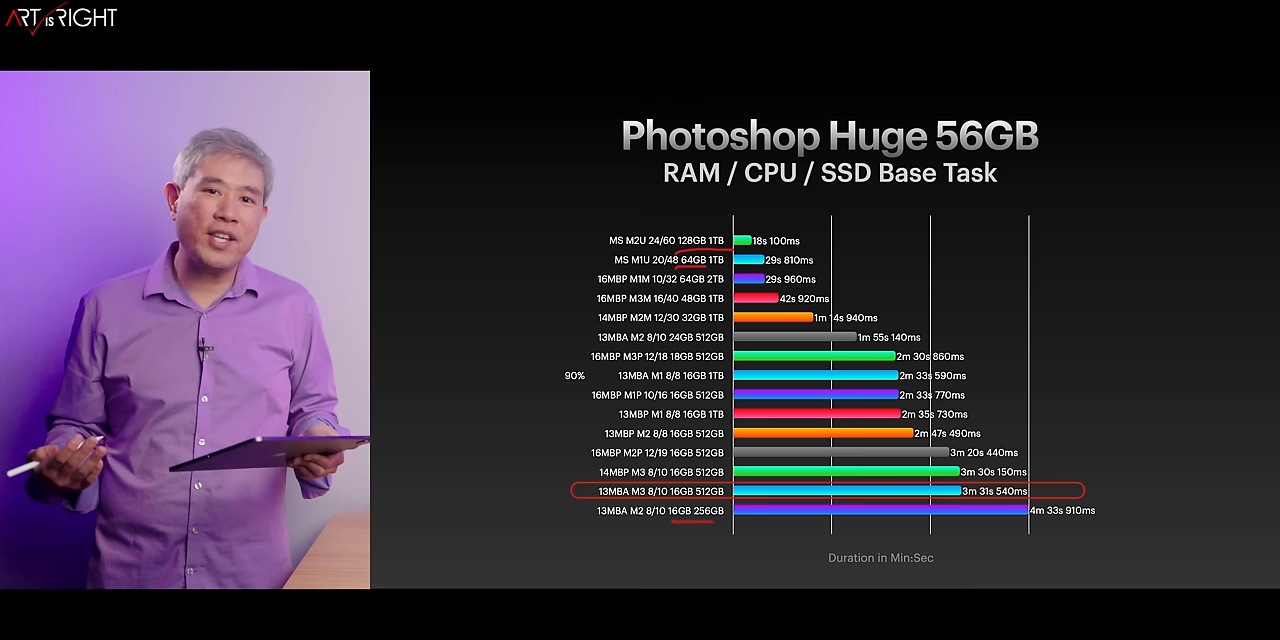 ART IS RIGHT
Photoshop Huge 56GB
RAM / CPU / SSD Base Task
MS M2U 24/60 128GB 1TB 18s 100ms
MS M1U 20/48 64GB 1TB 29s 810ms
16MBP M1M 10/32 64GB 2TB 29s 960ms
16MBP M3M 16/40 48GB 1TB 42s 920ms
14MBP M2M 12/30 32GB 1TB 1m 14s 940ms
13MBA M2 8/10 24GB 512GB 1m 55s 140ms
16MBP M3P 12/18 18GB 512GB 2m 30s 860ms
90% 13MBA M1 8/8 16GB 1TB 2m 33s 590ms
16MBP M1P 10/16 16GB 512GB 2m 33s 770ms
13MBP M1 8/8 16GB 1TB 2m 35s 730ms
13MBP M2 8/8 16GB 512GB 2m 47s 490ms
16MBP M2P 12/19 16GB 512GB 3m 20s 440ms
14MBP M3 8/10 16GB 512GB 3m 30s 150ms
13MBA M3 8/10 16GB 512GB 3m 31s 540ms
13MBA M2 8/10 16GB 256GB 4m 33s 910ms
Duration in Min:Sec